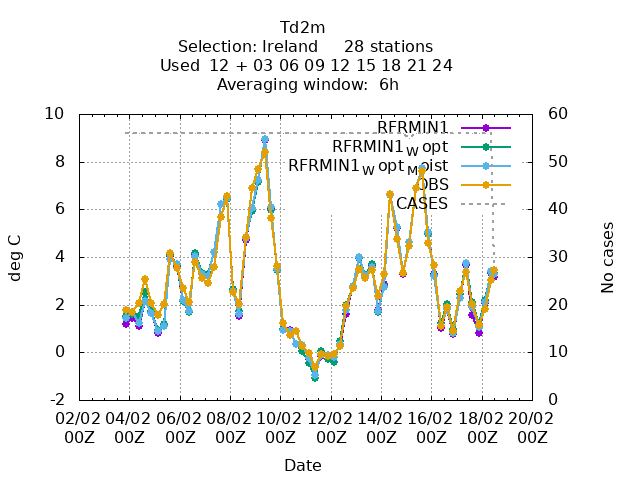 Td2m
Selection: Ireland 28 stations
Used 12 + 03 06 09 12 15 18 21 24
Averaging window: 6h
10 60
RFRMIN1
RFRMIN1W opt
8 50
RFRMIN1W optMoist
OBS
CASES
6 40
4 30
2 20
0 10
-2 0
deg C
No cases
02/02 04/02 06/02 08/02 10/02 12/02 14/02 16/02 18/02 20/02
00Z 00Z 00Z 00Z 00Z 00Z 00Z 00Z 00Z 00Z
Date